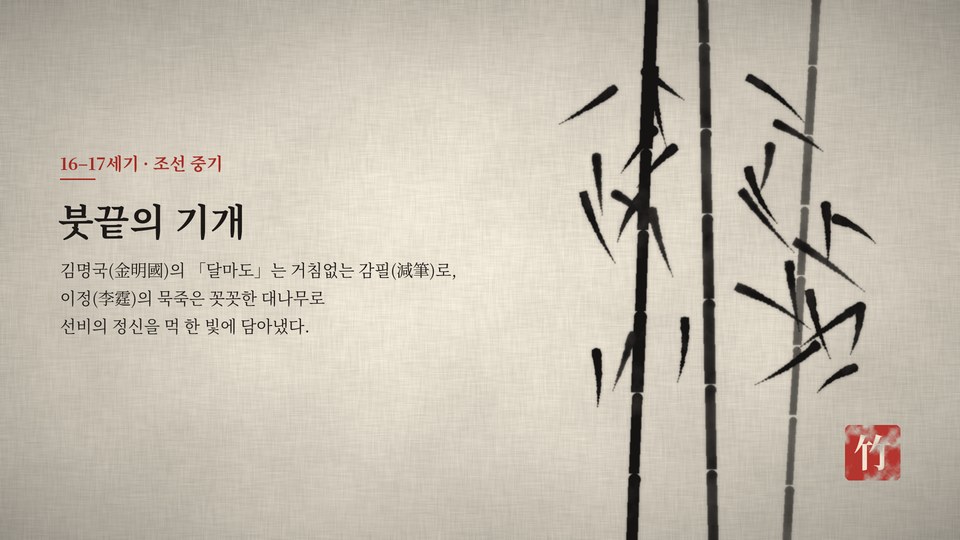 16–17세기 · 조선 중기
붓끝의 기개
김명국(金明國)의 「달마도」는 거침없는 감필(減筆)로,
이정(李霆)의 묵죽은 꼿꼿한 대나무로
선비의 정신을 먹 한 빛에 담아냈다.
竹